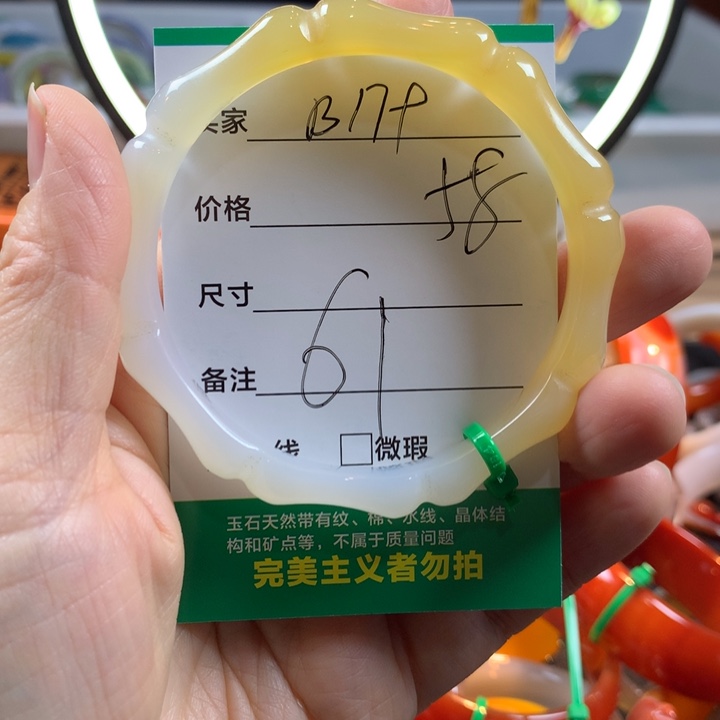 家 B17P
价格 +8
尺寸 61
备注
线 □微瑕
玉石天然带有纹、棉、水线、晶体结
构和矿点等，不属于质量问题
完美主义者勿拍